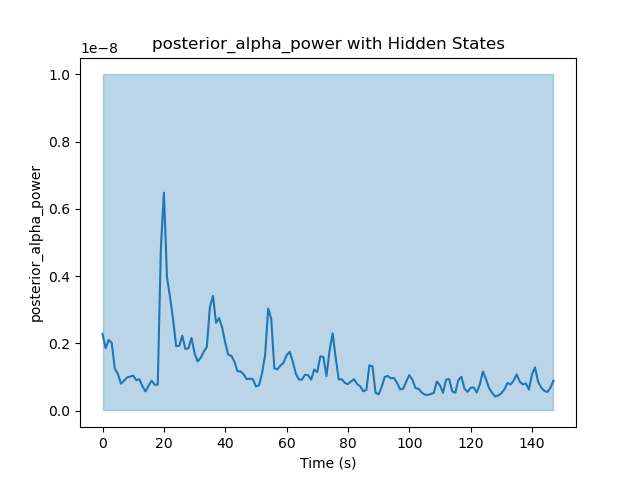 posterior_alpha_power with Hidden States
1e−8
1.0
0.8
0.6
0.4
0.2
0.0
posterior_alpha_power
0 20 40 60 80 100 120 140
Time (s)